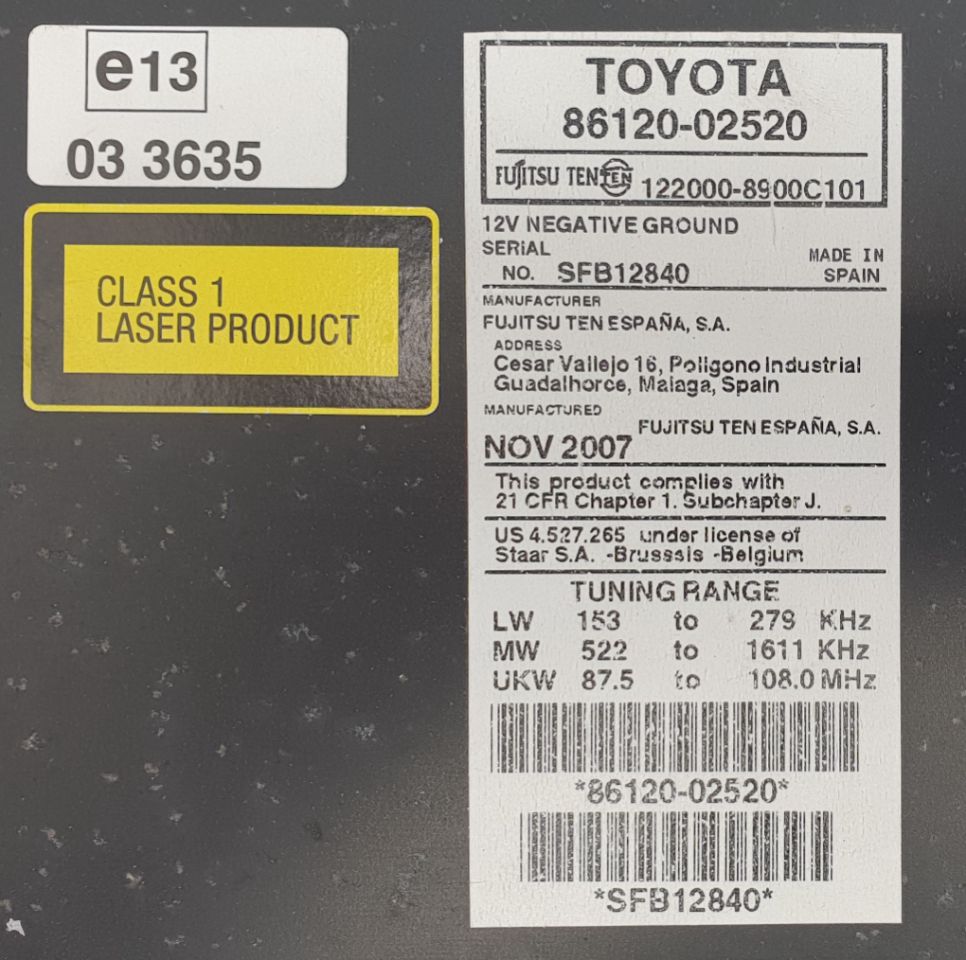 e13
03 3635
CLASS 1
LASER PRODUCT
TOYOTA
86120-02520
FUJITSU TEN TEN 122000-8900C101
12V NEGATIVE GROUND
SERIAL
NO. SFB12840
MADE IN
SPAIN
MANUFACTURER
FUJITSU TEN ESPAÑA, S.A.
ADDRESS
Cesar Vallejo 16, Poligono Industrial
Guadalhorce, Malaga, Spain
MANUFACTURED
FUJITSU TEN ESPAÑA, S.A.
NOV 2007
This product complies with
21 CFR Chapter 1. Subchapter J.
US 4.527.265 under license of
Staar S.A. -Brusssis -Belgium
TUNING RANGE
LW 153 to 279 KHz
MW 522 to 1611 KHz
UKW 87.5 to 108.0 MHz
*86120-02520*
*SFB12840*